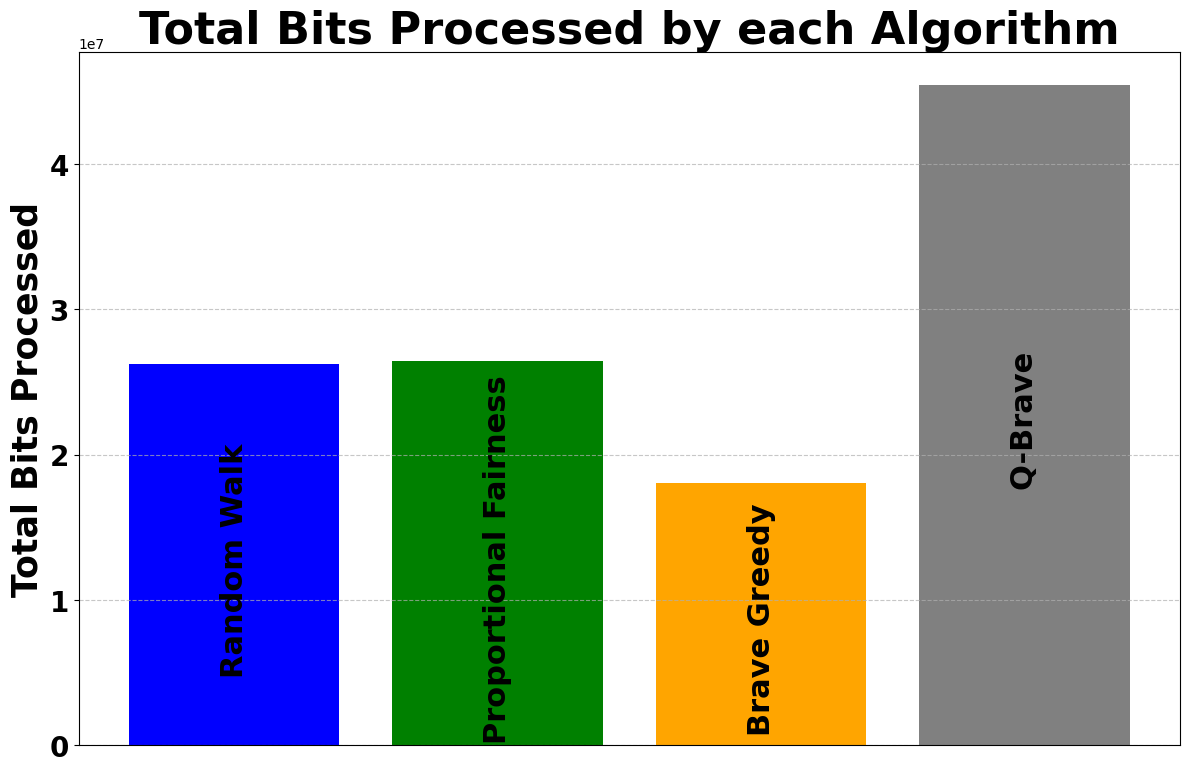 Total Bits Processed by each Algorithm
1e7
Total Bits Processed
4
3
2
1
0
Random Walk
Proportional Fairness
Brave Greedy
Q-Brave